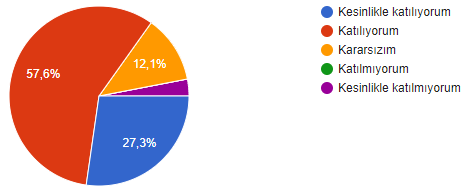 57,6%
12,1%
27,3%
Kesinlikle katılıyorum
Katılıyorum
Kararsızım
Katılmıyorum
Kesinlikle katılmıyorum